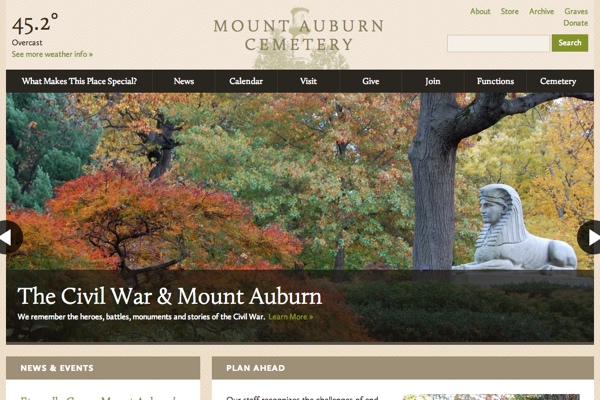 45.2°
Overcast
See more weather info »
MOUNT AUBURN
CEMETERY
About Store Archive Graves
Donate
Search
What Makes This Place Special? News Calendar Visit Give Join Functions Cemetery
The Civil War & Mount Auburn
We remember the heroes, battles, monuments and stories of the Civil War. Learn More »
NEWS & EVENTS
PLAN AHEAD
Our staff recognizes the challenges of end